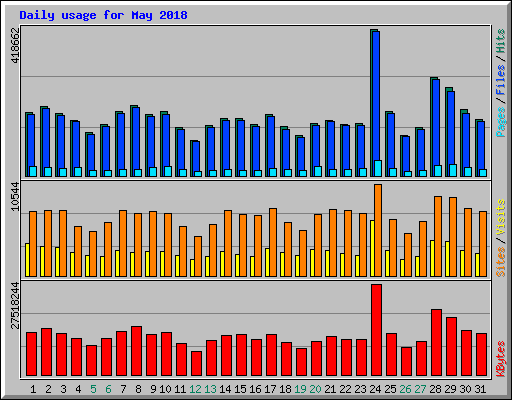 Daily usage for May 2018
418662
Pages / Files / Hits
10544
Sites / Visits
27518244
KBytes
1 2 3 4 5 6 7 8 9 10 11 12 13 14 15 16 17 18 19 20 21 22 23 24 25 26 27 28 29 30 31